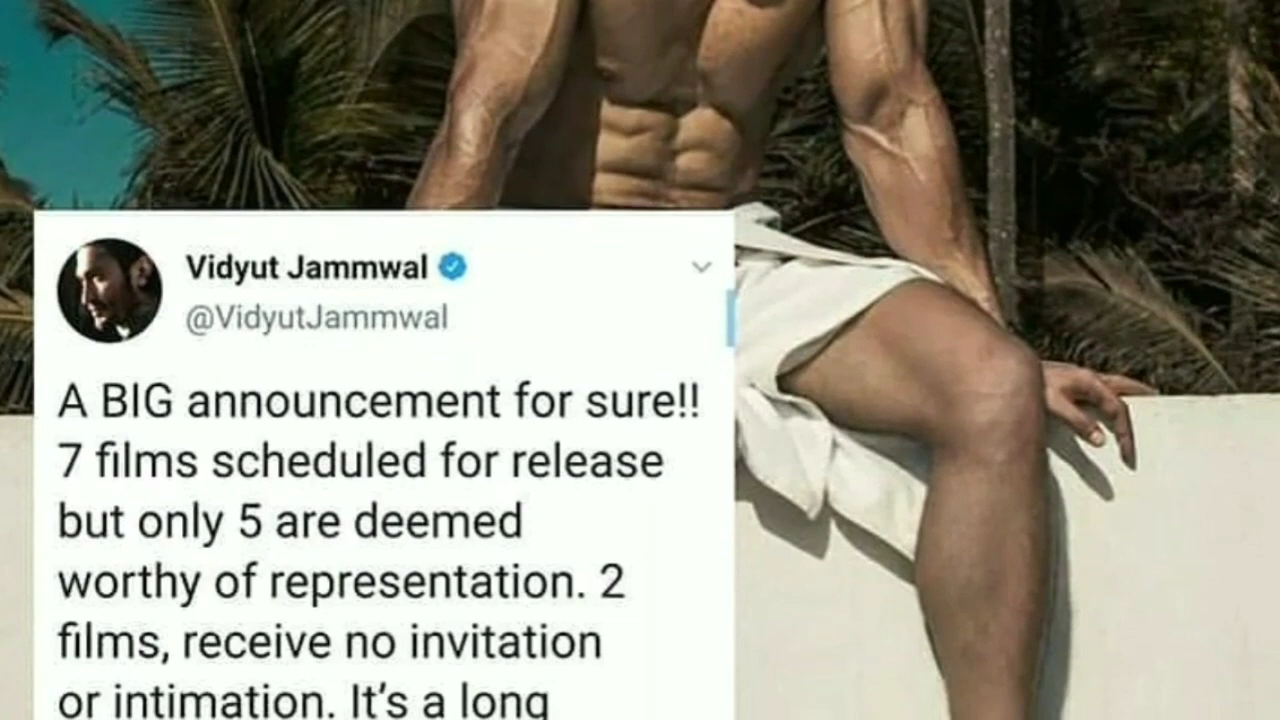 Vidyut Jammwal
@VidyutJammwal
A BIG announcement for sure!!
7 films scheduled for release
but only 5 are deemed
worthy of representation. 2
films, receive no invitation
or intimation. It's a long